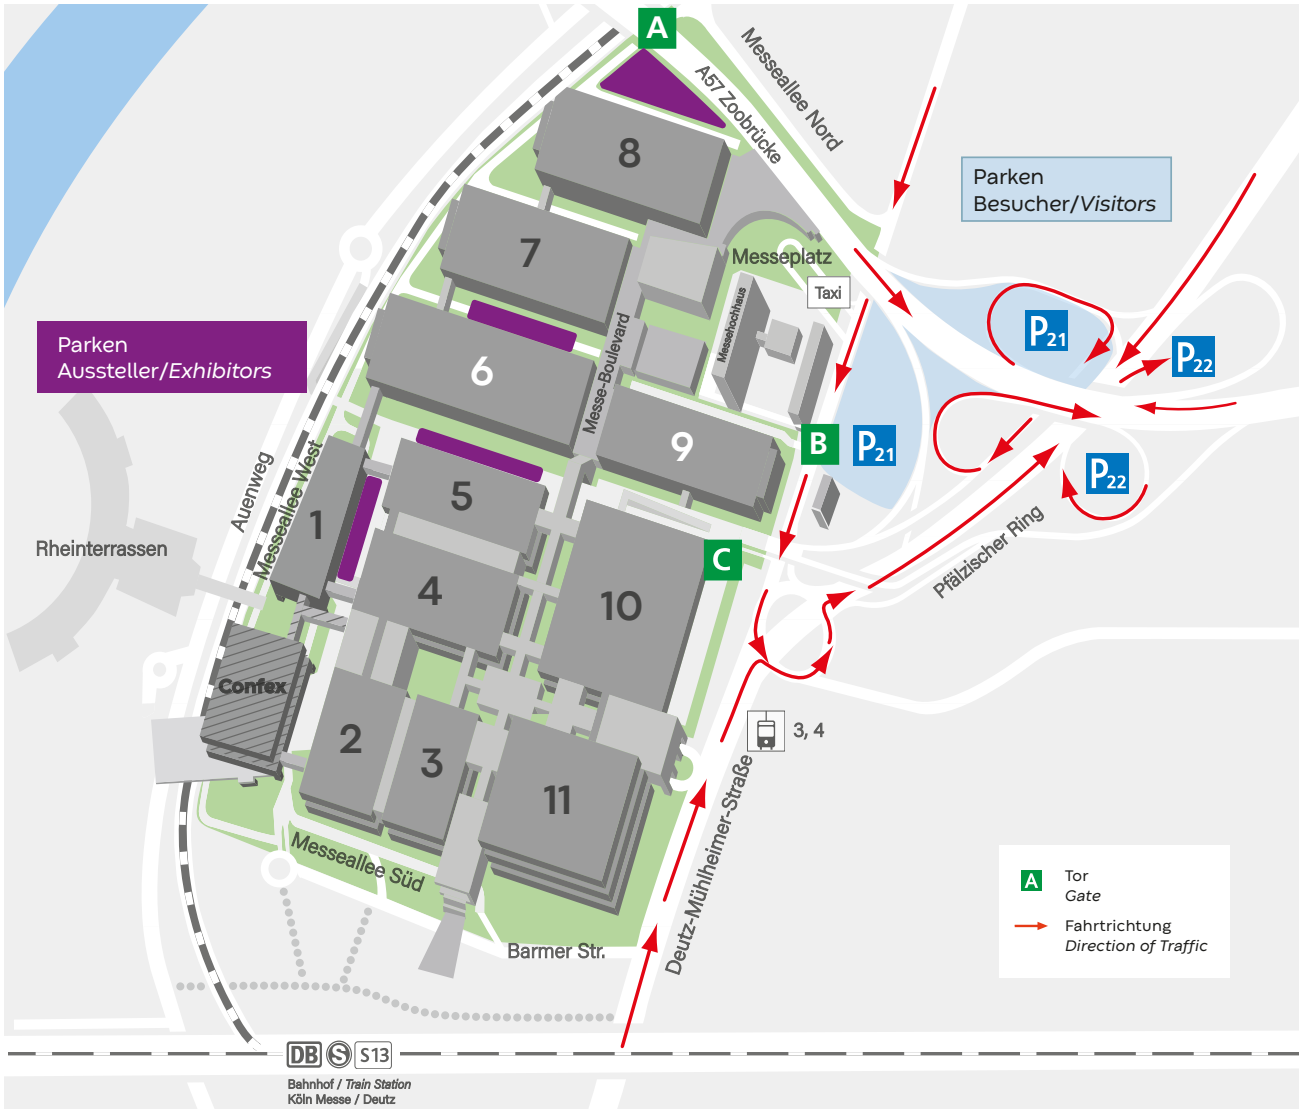 A
Messeallee Nord
A57 Zoobrücke
8
Parken
Besucher/Visitors
7
Messeplatz
Taxi
Messehochhaus
P21
P22
Parken
Aussteller/Exhibitors
6
Messe-Boulevard
9
B
P21
P22
Auenweg
Messeallee West
5
1
Rheinterrassen
C
4
10
Pfälzischer Ring
Confex
2
3
11
3, 4
Deutz-Mühlheimer-Straße
Messeallee Süd
Barmer Str.
A
Tor
Gate
Fahrtrichtung
Direction of Traffic
DB S S13
Bahnhof / Train Station
Köln Messe / Deutz